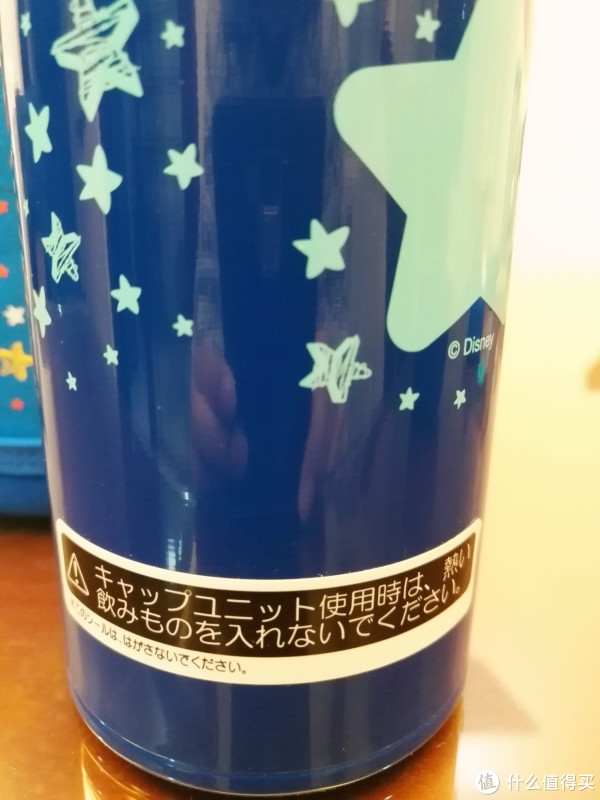 © Disney
キャップユニット使用時は、熱い
飲みものを入れないでください。
※このシールは、はがさないでください。
值 什么值得买